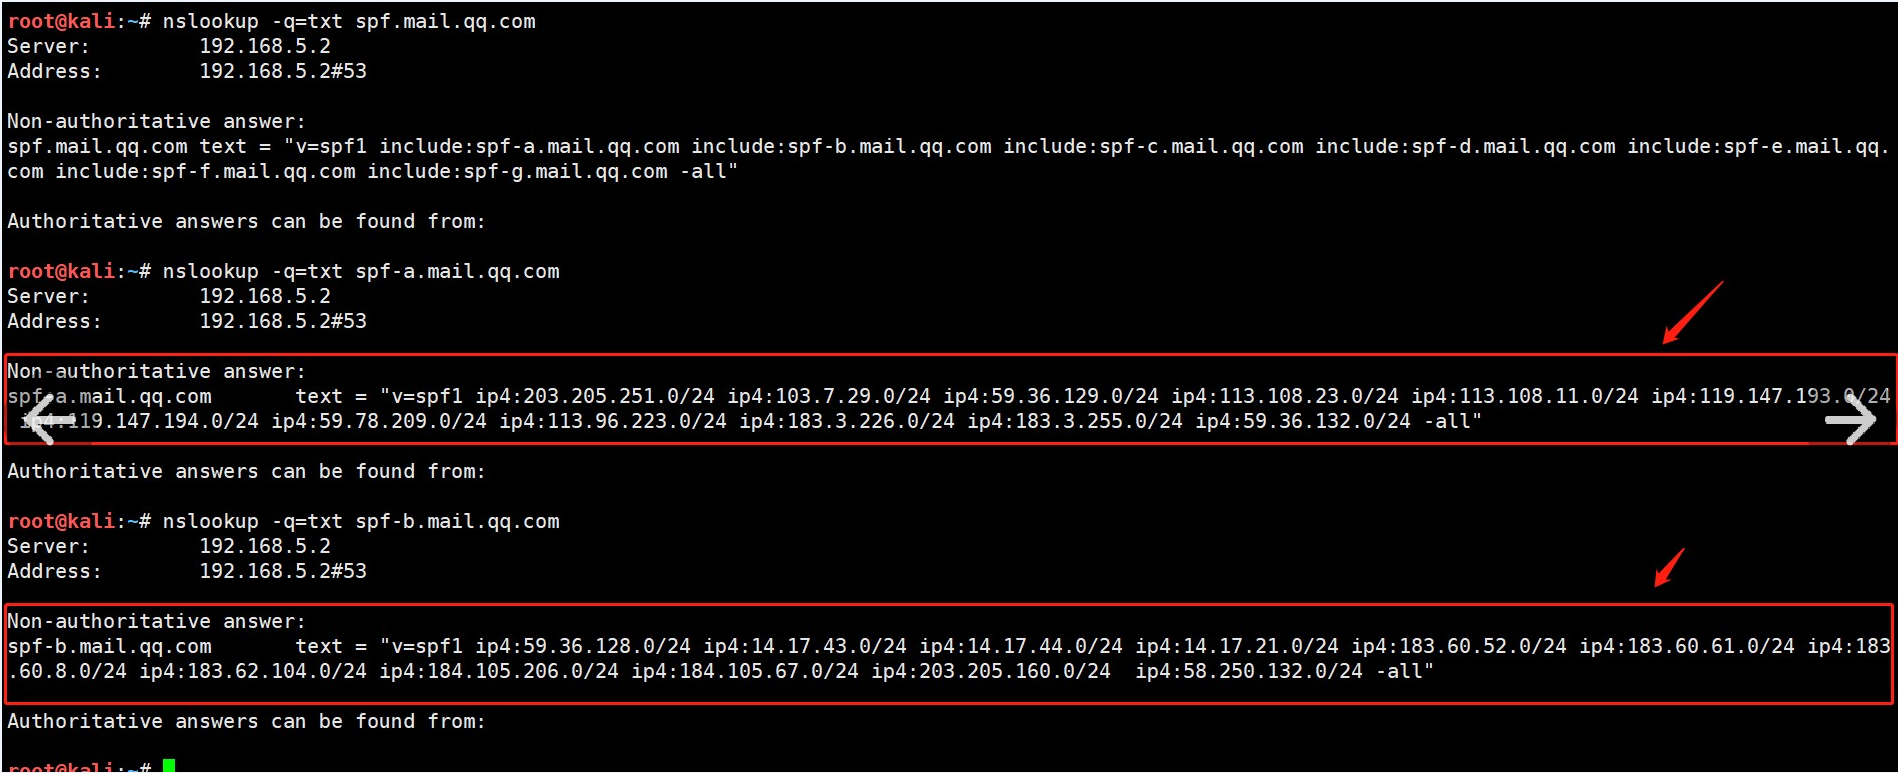 root@kali:~# nslookup -q=txt spf.mail.qq.com
Server:         192.168.5.2
Address:        192.168.5.2#53
Non-authoritative answer:
spf.mail.qq.com text = "v=spf1 include:spf-a.mail.qq.com include:spf-b.mail.qq.com include:spf-c.mail.qq.com include:spf-d.mail.qq.com include:spf-e.mail.qq.
com include:spf-f.mail.qq.com include:spf-g.mail.qq.com -all"
Authoritative answers can be found from:
root@kali:~# nslookup -q=txt spf-a.mail.qq.com
Server:         192.168.5.2
Address:        192.168.5.2#53
Non-authoritative answer:
spf-a.mail.qq.com       text = "v=spf1 ip4:203.205.251.0/24 ip4:103.7.29.0/24 ip4:59.36.129.0/24 ip4:113.108.23.0/24 ip4:113.108.11.0/24 ip4:119.147.193.0/24
 ip4:119.147.194.0/24 ip4:59.78.209.0/24 ip4:113.96.223.0/24 ip4:183.3.226.0/24 ip4:183.3.255.0/24 ip4:59.36.132.0/24 -all"
Authoritative answers can be found from:
root@kali:~# nslookup -q=txt spf-b.mail.qq.com
Server:         192.168.5.2
Address:        192.168.5.2#53
Non-authoritative answer:
spf-b.mail.qq.com       text = "v=spf1 ip4:59.36.128.0/24 ip4:14.17.43.0/24 ip4:14.17.44.0/24 ip4:14.17.21.0/24 ip4:183.60.52.0/24 ip4:183.60.61.0/24 ip4:183
.60.8.0/24 ip4:183.62.104.0/24 ip4:184.105.206.0/24 ip4:184.105.67.0/24 ip4:203.205.160.0/24  ip4:58.250.132.0/24 -all"
Authoritative answers can be found from:
root@kali:~#